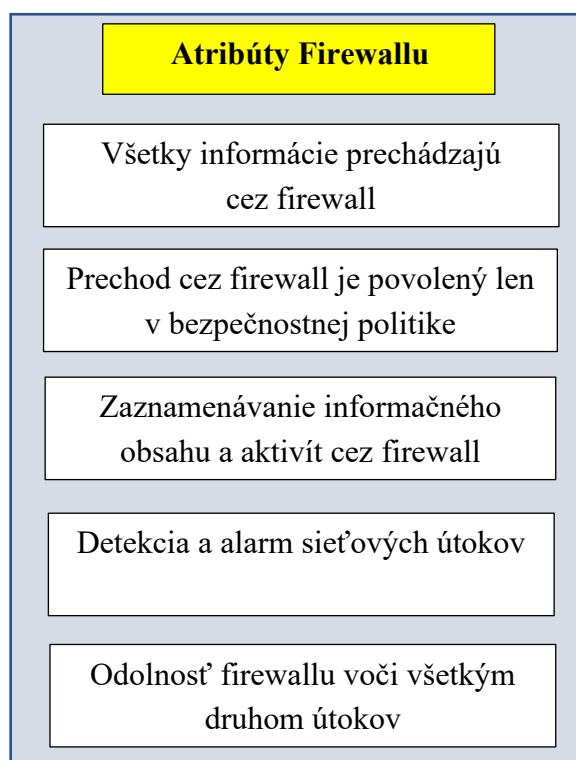 Atribúty Firewallu
Všetky informácie prechádzajú
cez firewall
Prechod cez firewall je povolený len
v bezpečnostnej politike
Zaznamenávanie informačného
obsahu a aktivít cez firewall
Detekcia a alarm sieťových útokov
Odolnosť firewallu voči všetkým
druhom útokov